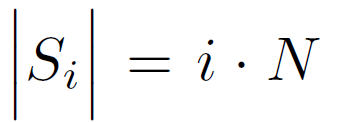 |S_i| = i · N